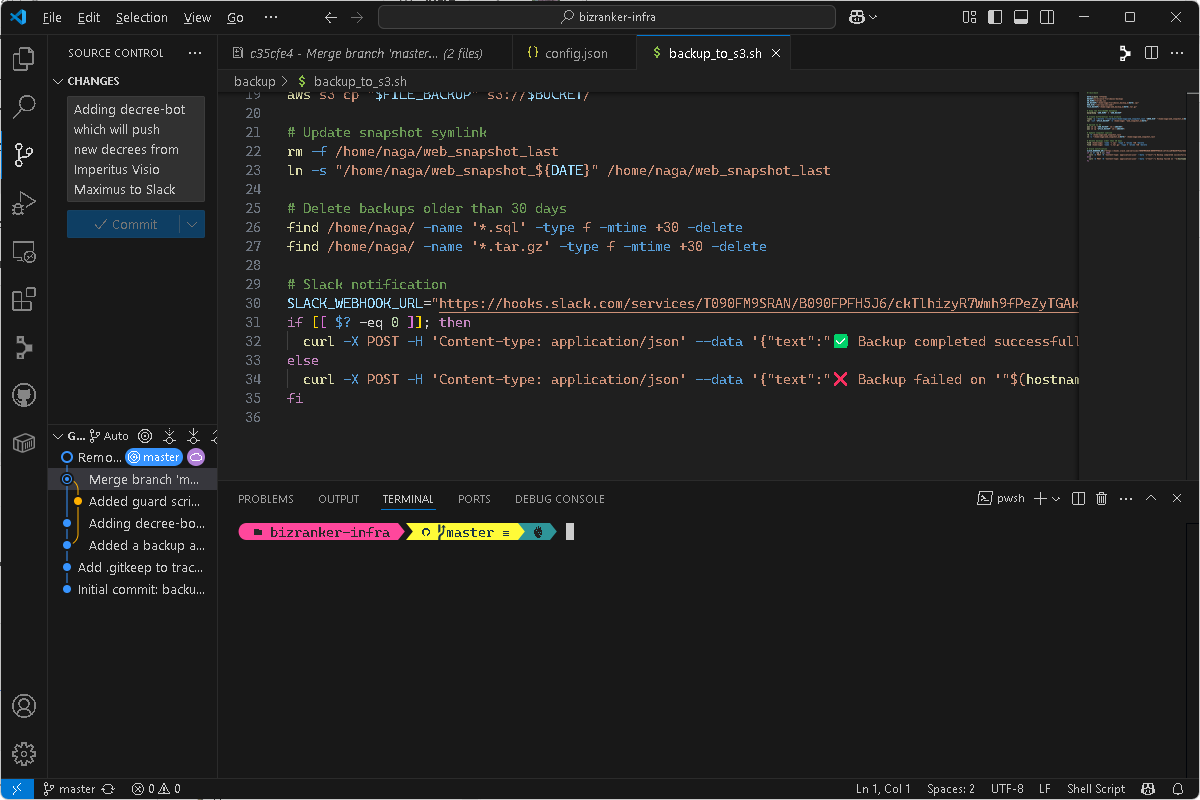 File Edit Selection View Go ··· bizranker-infra
SOURCE CONTROL ···
CHANGES
Adding decree-bot
which will push
new decrees from
Imperitus Visio
Maximus to Slack
Commit
G... Auto
Remo... master
Merge branch 'm...
Added guard scri...
Adding decree-bo...
Added a backup a...
Add .gitkeep to trac...
Initial commit: backu...
c35cfe4 - Merge branch 'master... (2 files) {} config.json $ backup_to_s3.sh
backup > $ backup_to_s3.sh
19 aws s3 cp "$FILE_BACKUP" s3://$BUCKET/
20
21 # Update snapshot symlink
22 rm -f /home/naga/web_snapshot_last
23 ln -s "/home/naga/web_snapshot_${DATE}" /home/naga/web_snapshot_last
24
25 # Delete backups older than 30 days
26 find /home/naga/ -name '*.sql' -type f -mtime +30 -delete
27 find /home/naga/ -name '*.tar.gz' -type f -mtime +30 -delete
28
29 # Slack notification
30 SLACK_WEBHOOK_URL="https://hooks.slack.com/services/T090FM9SRAN/B090FPFH5J6/ckTlhizyR7Wmh9fPeZyTGAk
31 if [[ $? -eq 0 ]]; then
32 curl -X POST -H 'Content-type: application/json' --data '{"text":"✅ Backup completed successfull
33 else
34 curl -X POST -H 'Content-type: application/json' --data '{"text":"❌ Backup failed on '"$(hostnam
35 fi
36
PROBLEMS OUTPUT TERMINAL PORTS DEBUG CONSOLE pwsh
bizranker-infra master ≡
master 0 0 Ln 1, Col 1 Spaces: 2 UTF-8 LF Shell Script